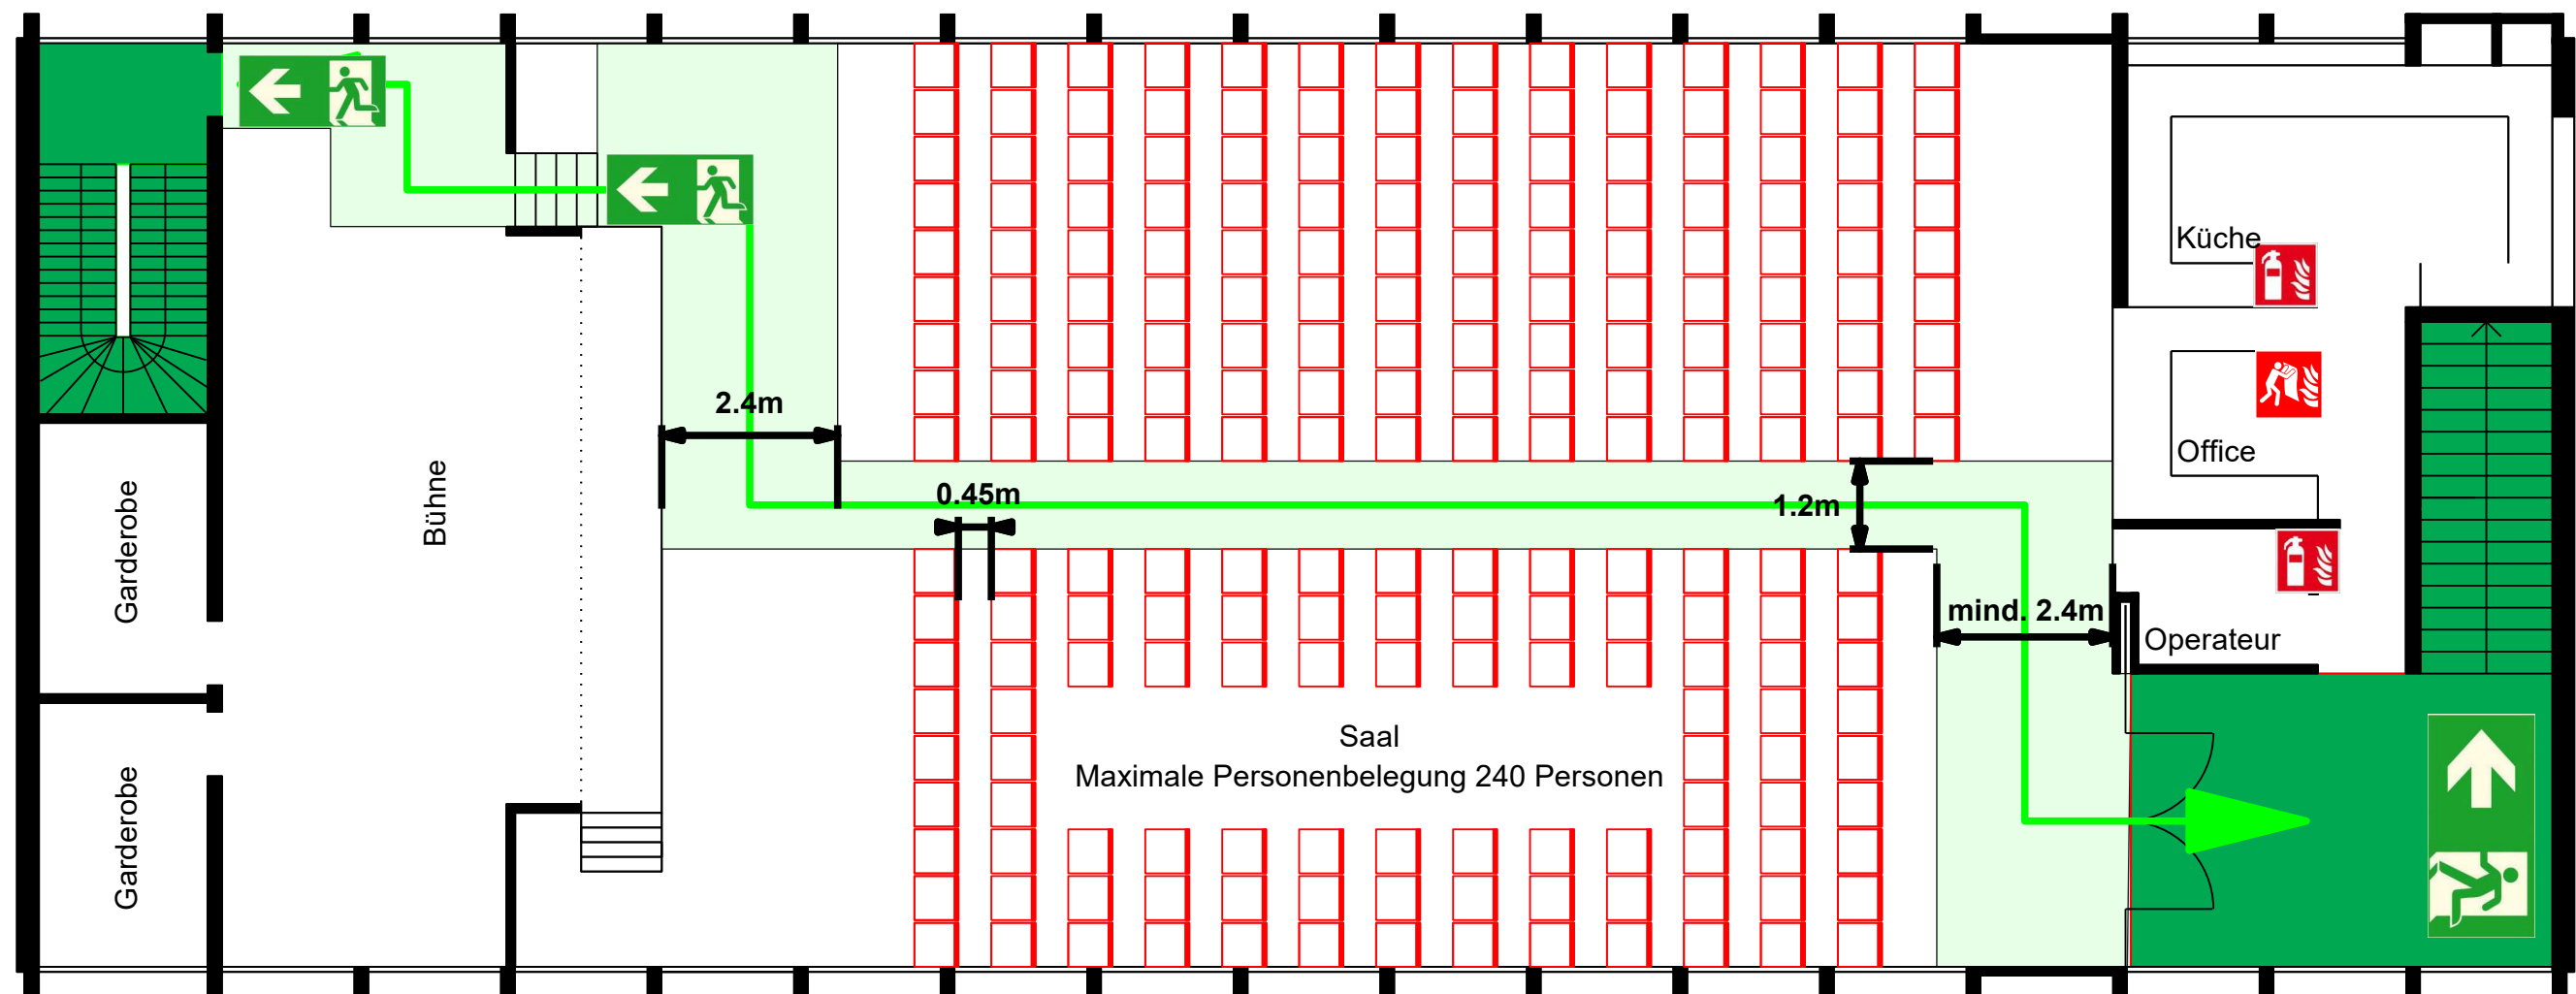 Küche
2.4m
Office
Bühne
0.45m
1.2m
Garderobe
mind. 2.4m
Operateur
Saal
Maximale Personenbelegung 240 Personen
Garderobe